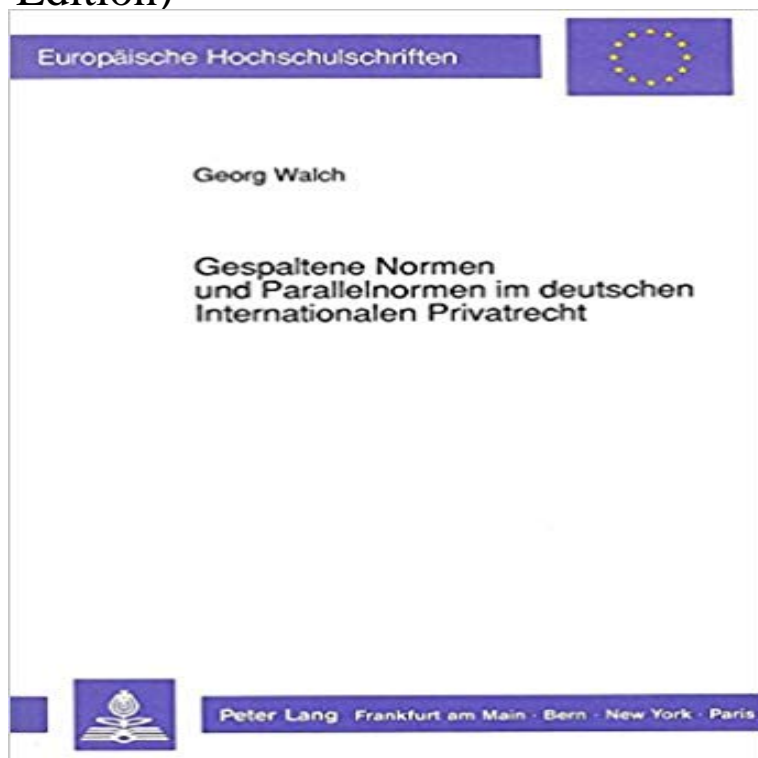 Edition)
Europäische Hochschulschriften
Georg Walch
Gespaltene Normen
und Parallelnormen im deutschen
Internationalen Privatrecht
Peter Lang Frankfurt am Main · Bern · New York · Paris